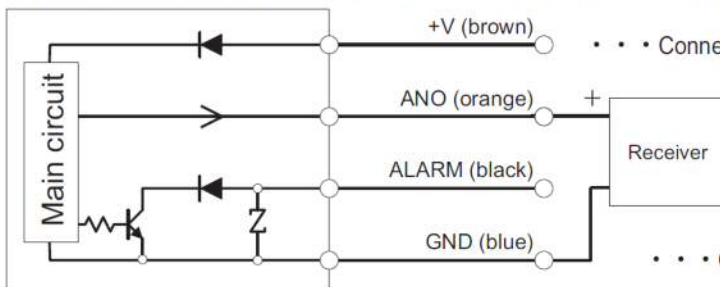 +V (brown)
· · · Conne
ANO (orange)
+
Main circuit
Receiver
ALARM (black)
GND (blue)
· · ·